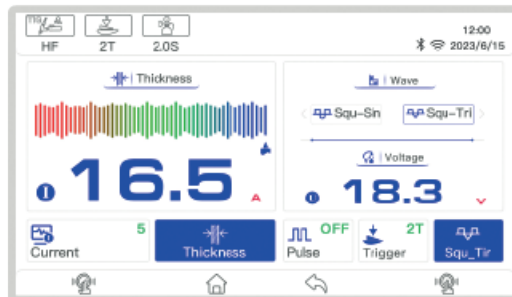 TIG
HF
2T
2.0S
12:00
2023/6/15
Thickness
16.5 A
Wave
Squ-Sin
Squ-Tri
Voltage
18.3 V
Current 5
Thickness
Pulse OFF
Trigger 2T
Squ_Tir